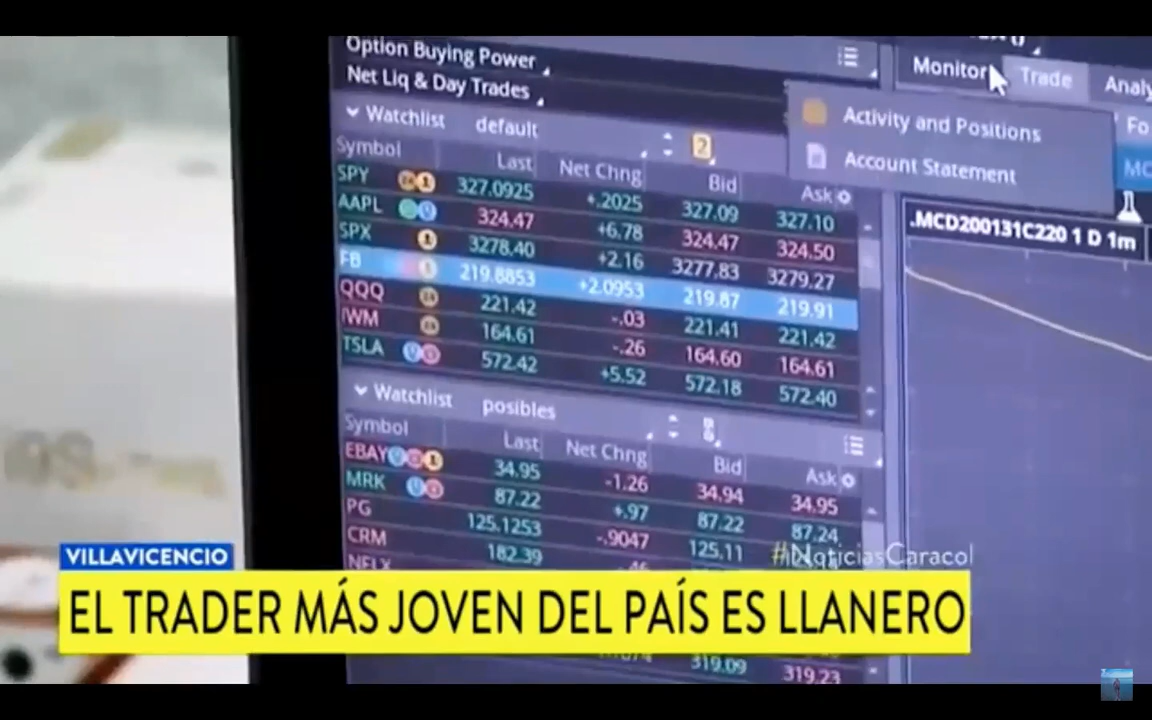 Option Buying Power
Net Liq & Day Trades
Monitor Trade Analy
Activity and Positions
Account Statement
Fo
MC
.MCD200131C220 1 D 1m
Watchlist default 2
Symbol Last Net Chng Bid Ask
SPY 327.0925 +.2025 327.09 327.10
AAPL 324.47 +6.78 324.47 324.50
SPX 3278.40 +2.16 3277.83 3279.27
FB 219.8853 +2.0953 219.87 219.91
QQQ 221.42 -.03 221.41 221.42
IWM 164.61 -.26 164.60 164.61
TSLA 572.42 +5.52 572.18 572.40
Watchlist posibles
Symbol Last Net Chng Bid Ask
EBAY 34.95 -1.26 34.94 34.95
MRK 87.22 +.97 87.22 87.24
PG 125.1253 -.9047 125.11
CRM 182.39
NFLX
#NoticiasCaracol
VILLAVICENCIO
EL TRADER MÁS JOVEN DEL PAÍS ES LLANERO
319.09 319.23